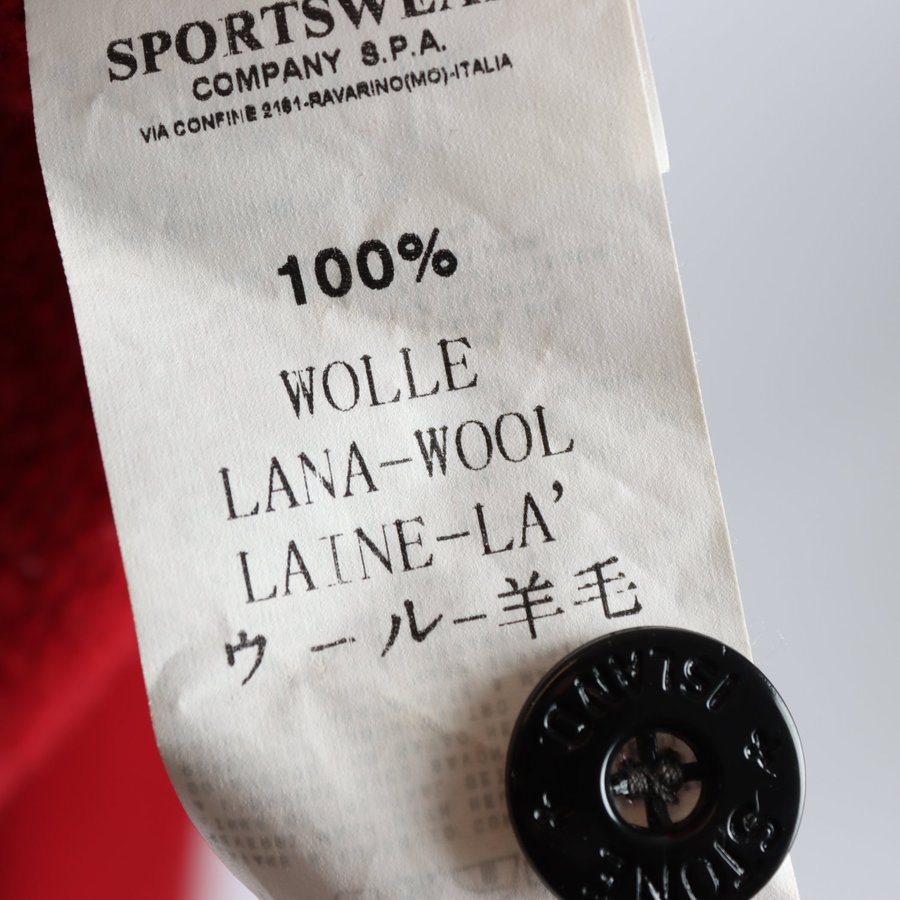 SPORTSWEAR
COMPANY S.P.A.
VIA CONFINE 2161-RAVARINO(MO)-ITALIA
100%
WOLLE
LANA-WOOL
LAINE-LA’
ウール-羊毛
ISLAND
STONE